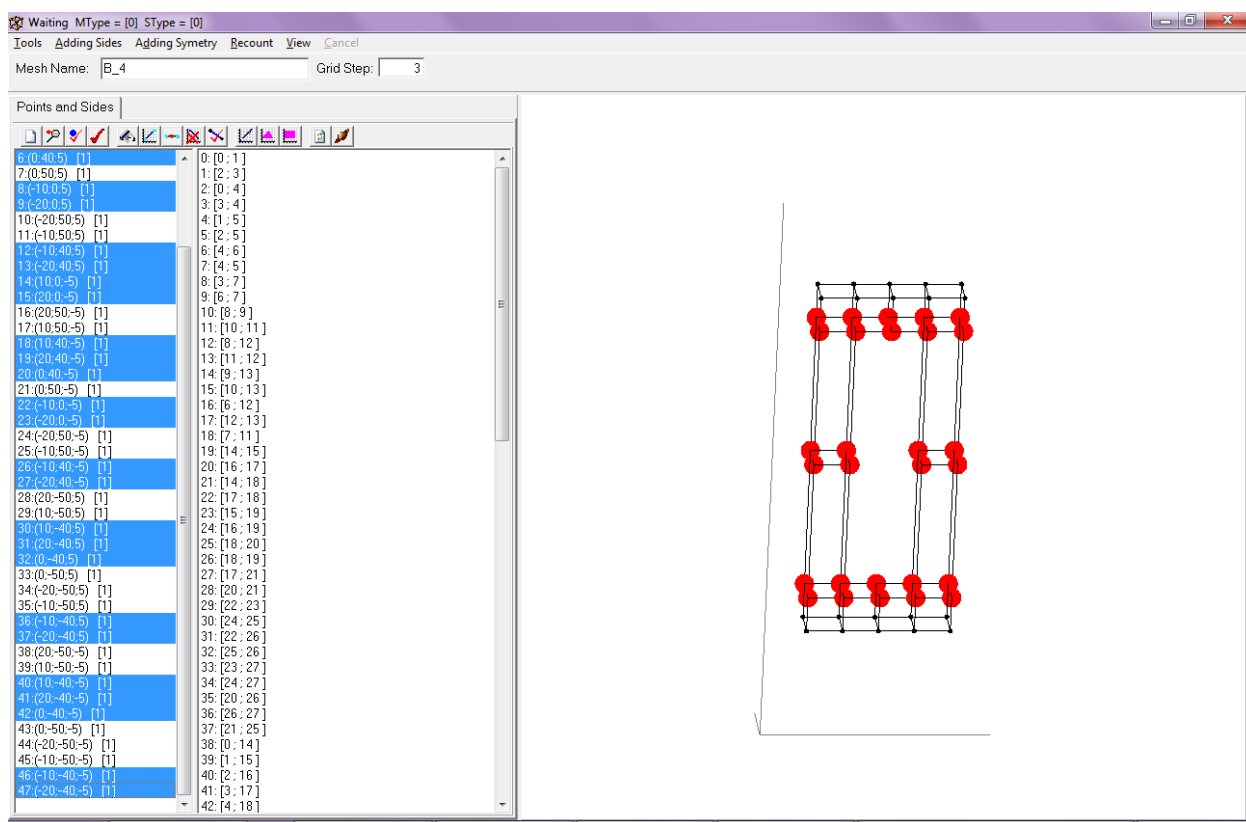 Waiting MType = [0] SType = [0]
Tools Adding Sides Adding Symetry Recount View Cancel
Mesh Name: B_4 Grid Step: 3
Points and Sides
6:(0;40;5) [1]
7:(0;50;5) [1]
8:(-10;0;5) [1]
9:(-20;0;5) [1]
10:(-20;50;5) [1]
11:(-10;50;5) [1]
12:(-10;40;5) [1]
13:(-20;40;5) [1]
14:(10;0;-5) [1]
15:(20;0;-5) [1]
16:(20;50;-5) [1]
17:(10;50;-5) [1]
18:(10;40;-5) [1]
19:(20;40;-5) [1]
20:(0;40;-5) [1]
21:(0;50;-5) [1]
22:(-10;0;-5) [1]
23:(-20;0;-5) [1]
24:(-20;50;-5) [1]
25:(-10;50;-5) [1]
26:(-10;40;-5) [1]
27:(-20;40;-5) [1]
28:(20;-50;5) [1]
29:(10;-50;5) [1]
30:(10;-40;5) [1]
31:(20;-40;5) [1]
32:(0;-40;5) [1]
33:(0;-50;5) [1]
34:(-20;-50;5) [1]
35:(-10;-50;5) [1]
36:(-10;-40;5) [1]
37:(-20;-40;5) [1]
38:(20;-50;-5) [1]
39:(10;-50;-5) [1]
40:(10;-40;-5) [1]
41:(20;-40;-5) [1]
42:(0;-40;-5) [1]
43:(0;-50;-5) [1]
44:(-20;-50;-5) [1]
45:(-10;-50;-5) [1]
46:(-10;-40;-5) [1]
47:(-20;-40;-5) [1]
0: [0 ; 1 ]
1: [2 ; 3 ]
2: [0 ; 4 ]
3: [3 ; 4 ]
4: [1 ; 5 ]
5: [2 ; 5 ]
6: [4 ; 6 ]
7: [4 ; 5 ]
8: [3 ; 7 ]
9: [6 ; 7 ]
10: [8 ; 9 ]
11: [10 ; 11 ]
12: [8 ; 12 ]
13: [11 ; 12 ]
14: [9 ; 13 ]
15: [10 ; 13 ]
16: [6 ; 12 ]
17: [12 ; 13 ]
18: [7 ; 11 ]
19: [14 ; 15 ]
20: [16 ; 17 ]
21: [14 ; 18 ]
22: [17 ; 18 ]
23: [15 ; 19 ]
24: [16 ; 19 ]
25: [18 ; 20 ]
26: [18 ; 19 ]
27: [17 ; 21 ]
28: [20 ; 21 ]
29: [22 ; 23 ]
30: [24 ; 25 ]
31: [22 ; 26 ]
32: [25 ; 26 ]
33: [23 ; 27 ]
34: [24 ; 27 ]
35: [20 ; 26 ]
36: [26 ; 27 ]
37: [21 ; 25 ]
38: [0 ; 14 ]
39: [1 ; 15 ]
40: [2 ; 16 ]
41: [3 ; 17 ]
42: [4 ; 18 ]